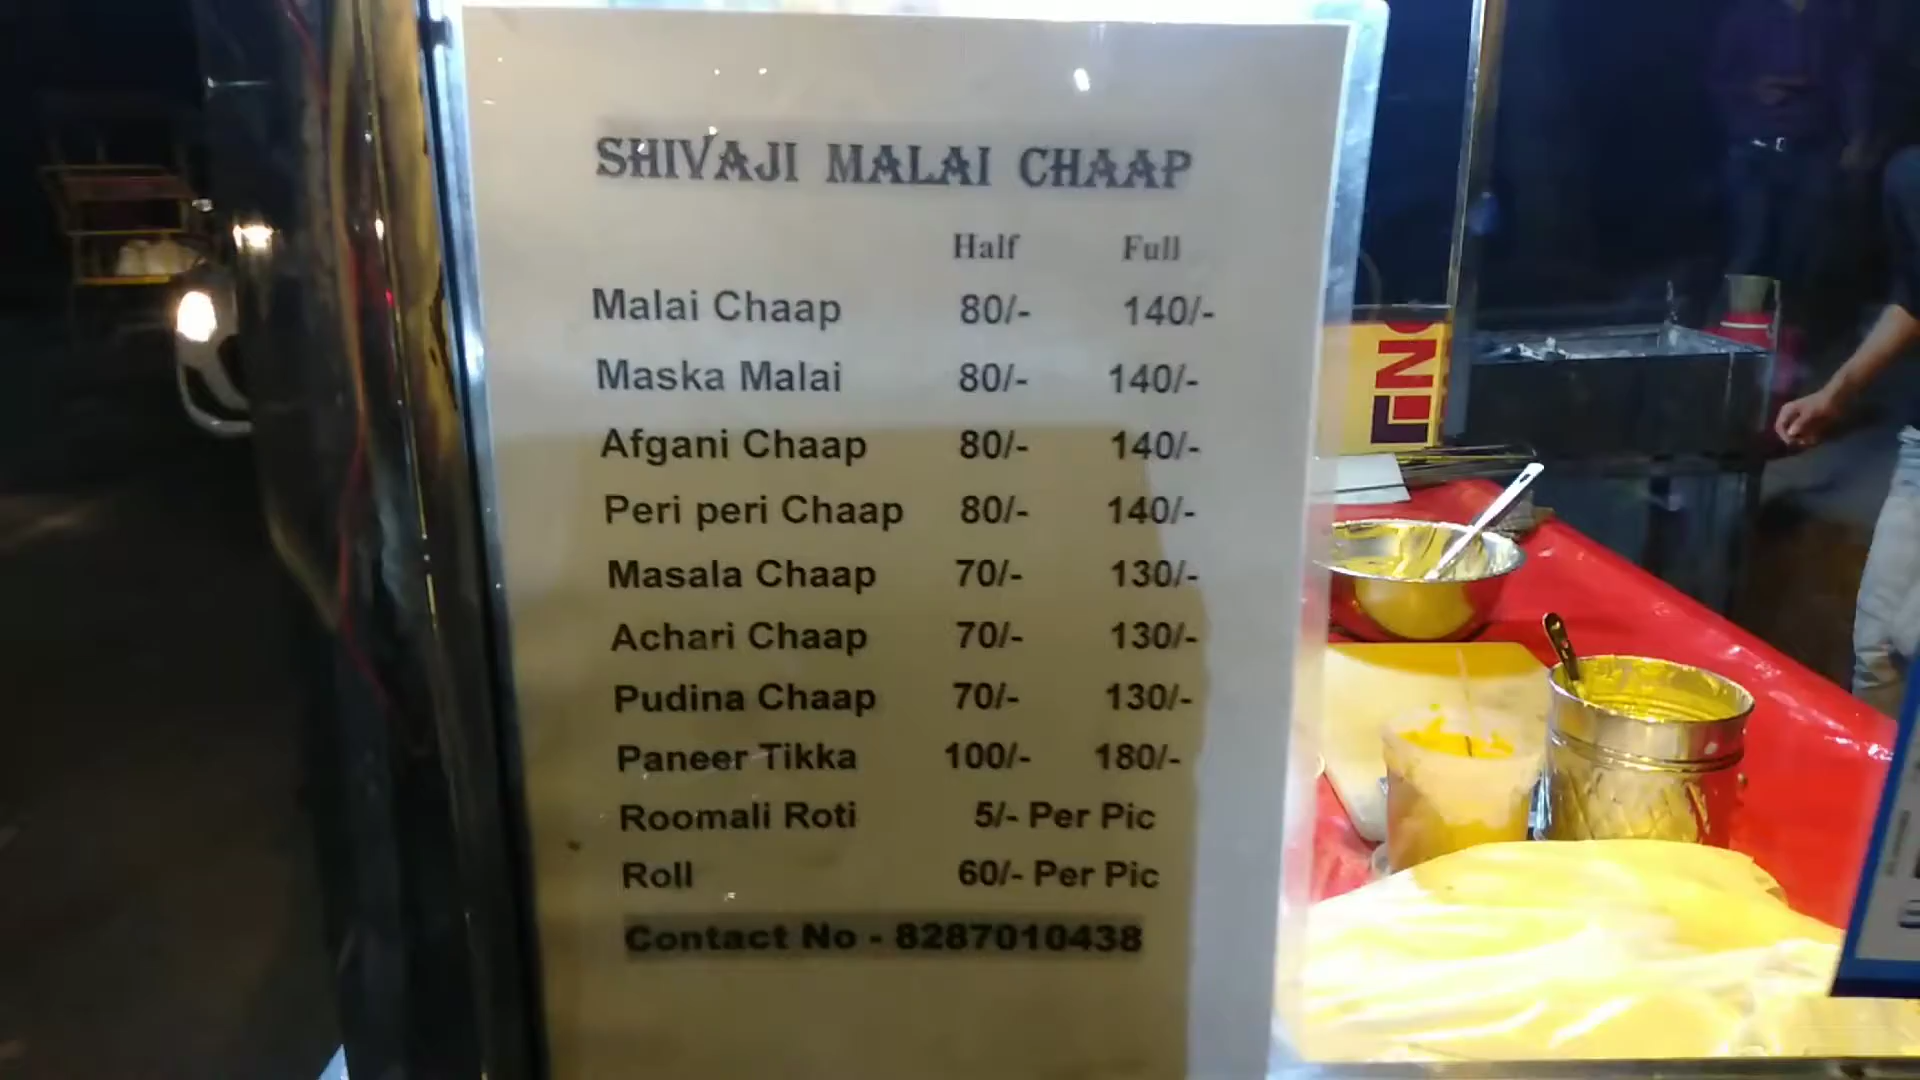 SHIVAJI MALAI CHAAP
Half Full
Malai Chaap 80/- 140/-
Maska Malai 80/- 140/-
Afgani Chaap 80/- 140/-
Peri peri Chaap 80/- 140/-
Masala Chaap 70/- 130/-
Achari Chaap 70/- 130/-
Pudina Chaap 70/- 130/-
Paneer Tikka 100/- 180/-
Roomali Roti 5/- Per Pic
Roll 60/- Per Pic
Contact No - 8287010438